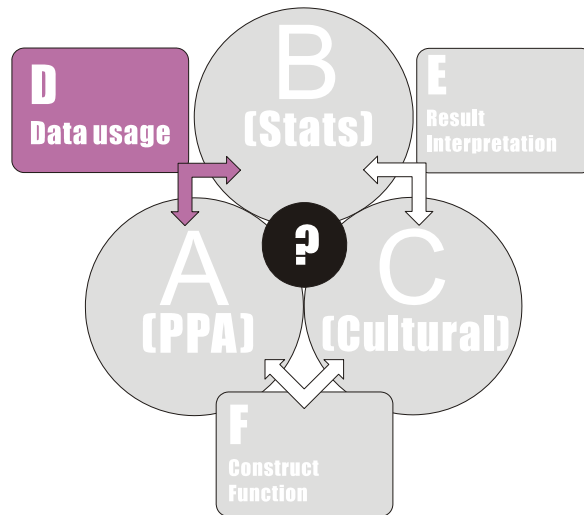 D
Data usage
B
(Stats)
E
Result
Interpretation
?
A
(PPA)
C
(Cultural)
F
Construct
Function